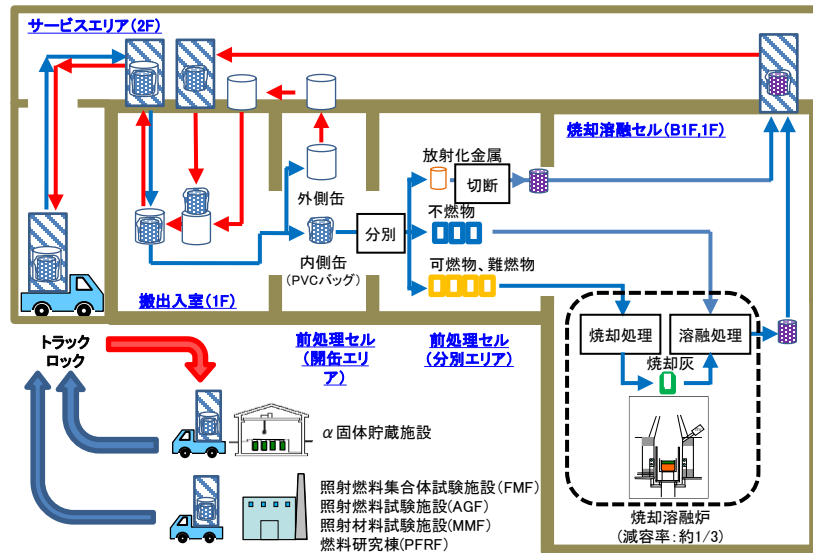 サービスエリア(2F)
焼却溶融セル(B1F,1F)
放射化金属
切断
外側缶
不燃物
分別
内側缶
(PVCバッグ)
可燃物、難燃物
搬出入室(1F)
前処理セル
(開缶エリ
ア)
前処理セル
(分別エリア)
焼却処理
溶融処理
焼却灰
トラック
ロック
α固体貯蔵施設
照射燃料集合体試験施設(FMF)
照射燃料試験施設(AGF)
照射材料試験施設(MMF)
燃料研究棟(PFRF)
焼却溶融炉
(減容率：約1/3)